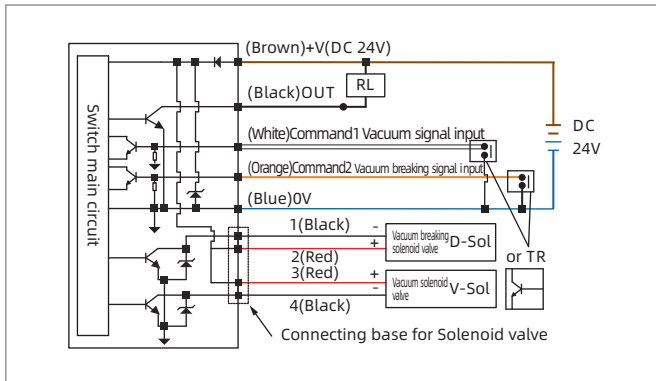 (Brown)+V(DC 24V)
(Black)OUT
RL
(White)Command1 Vacuum signal input
(Orange)Command2 Vacuum breaking signal input
(Blue)0V
DC
24V
Switch main circuit
1(Black)
-
+
Vacuum breaking
solenoid valve
D-Sol
2(Red)
3(Red)
+
-
Vacuum solenoid
valve
V-Sol
4(Black)
or TR
Connecting base for Solenoid valve